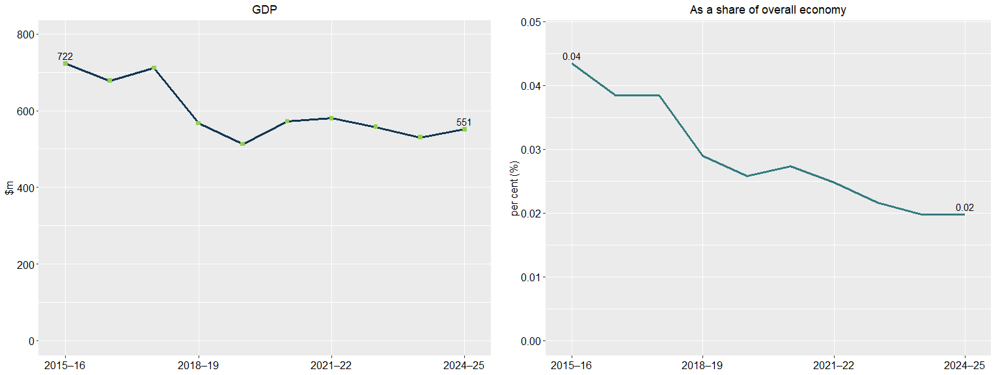 GDP
800
722
600
551
$m
400
200
0
2015–16 2018–19 2021–22 2024–25
As a share of overall economy
0.05
0.04
0.04
0.03
per cent (%)
0.02
0.02
0.01
0.00
2015–16 2018–19 2021–22 2024–25